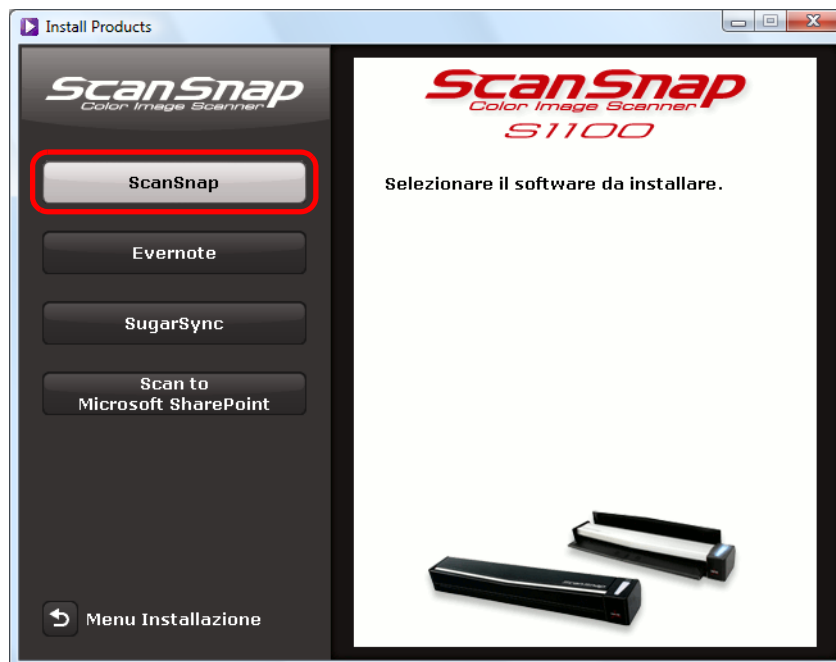 Install Products
ScanSnap
Color Image Scanner
ScanSnap
Evernote
SugarSync
Scan to
Microsoft SharePoint
Menu Installazione
ScanSnap
Color Image Scanner
S1100
Selezionare il software da installare.
ScanSnap